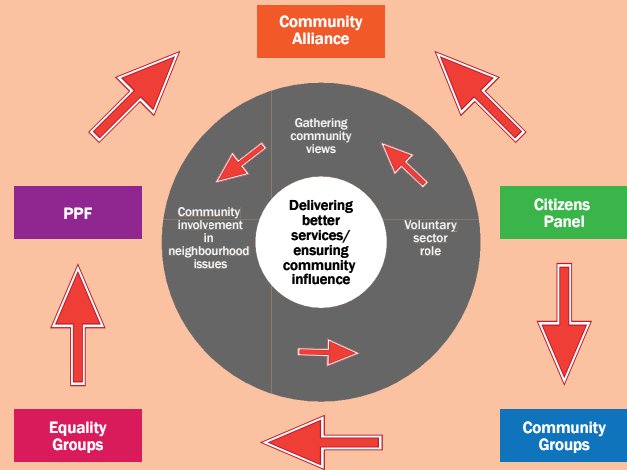 Community
Alliance
Gathering
community
views
PPF
Citizens
Panel
Community
involvement
in
neighbourhood
issues
Delivering
better
services/
ensuring
community
influence
Voluntary
sector
role
Equality
Groups
Community
Groups